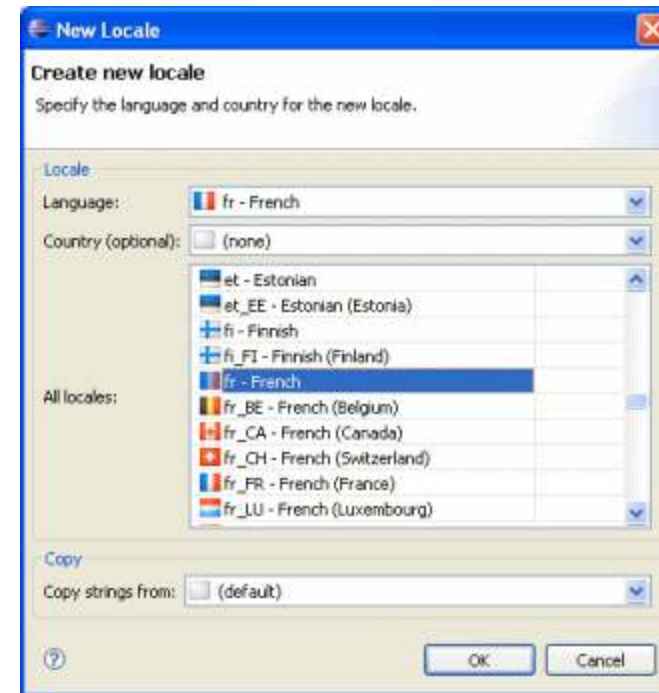 New Locale
Create new locale
Specify the language and country for the new locale.
Locale
Language: fr - French
Country (optional): (none)
All locales:
et - Estonian
et_EE - Estonian (Estonia)
fi - Finnish
fi_FI - Finnish (Finland)
fr - French
fr_BE - French (Belgium)
fr_CA - French (Canada)
fr_CH - French (Switzerland)
fr_FR - French (France)
fr_LU - French (Luxembourg)
Copy
Copy strings from: (default)
? OK Cancel